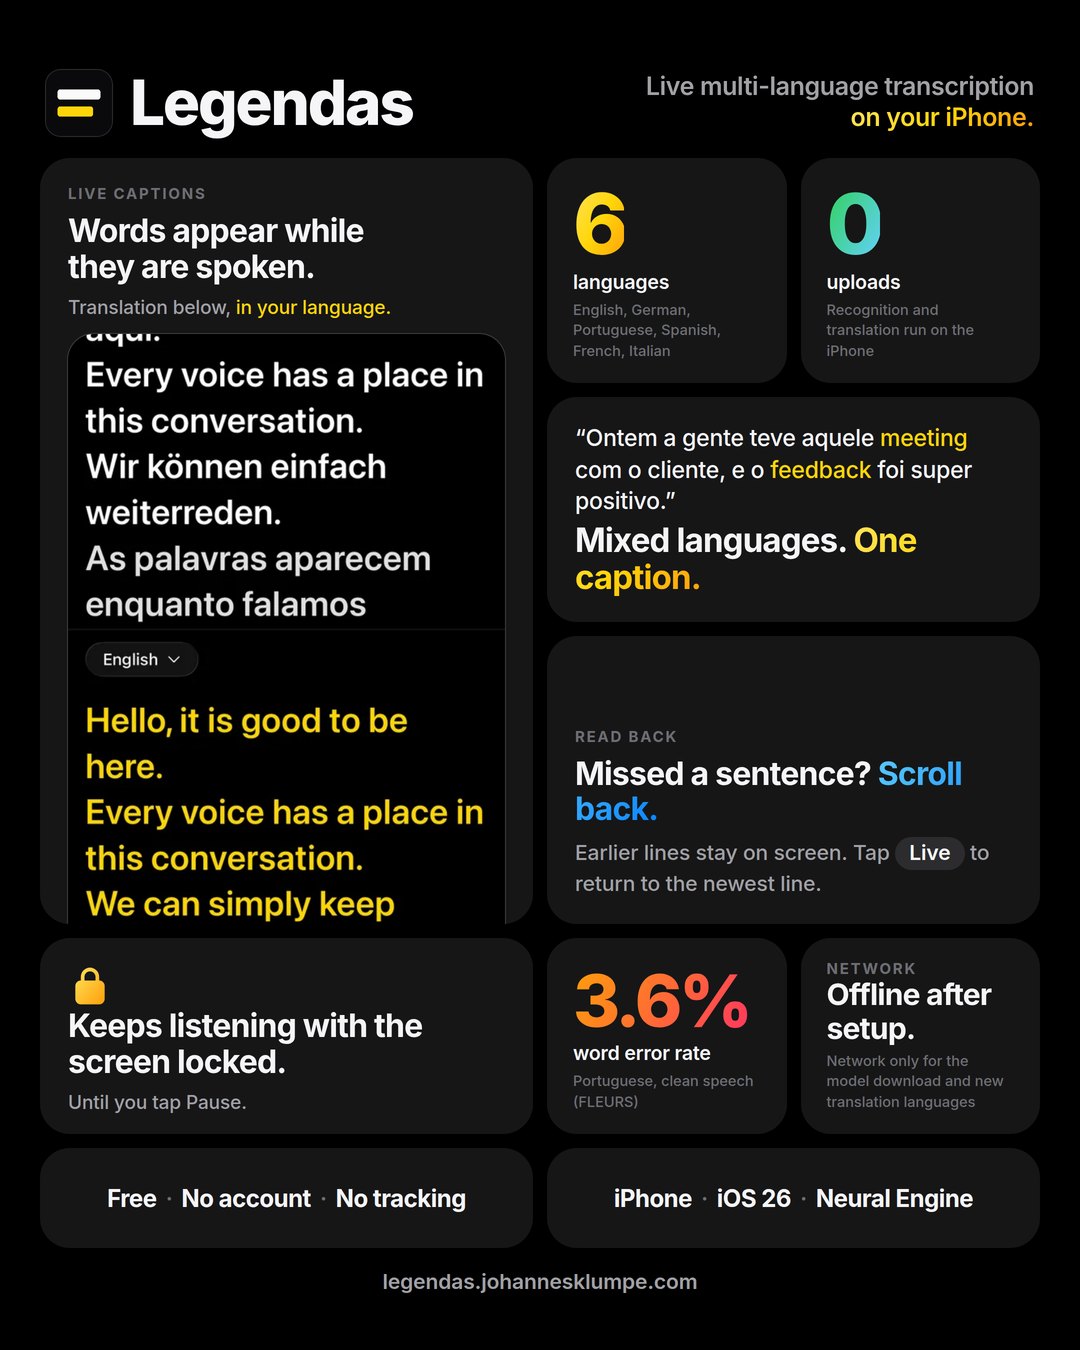 Legendas
Live multi-language transcription
on your iPhone.
LIVE CAPTIONS
Words appear while
they are spoken.
Translation below, in your language.
aqui.
Every voice has a place in
this conversation.
Wir können einfach
weiterreden.
As palavras aparecem
enquanto falamos
English
Hello, it is good to be
here.
Every voice has a place in
this conversation.
We can simply keep
6
languages
English, German,
Portuguese, Spanish,
French, Italian
0
uploads
Recognition and
translation run on the
iPhone
“Ontem a gente teve aquele meeting
com o cliente, e o feedback foi super
positivo.”
Mixed languages. One
caption.
READ BACK
Missed a sentence? Scroll
back.
Earlier lines stay on screen. Tap Live to
return to the newest line.
Keeps listening with the
screen locked.
Until you tap Pause.
3.6%
word error rate
Portuguese, clean speech
(FLEURS)
NETWORK
Offline after
setup.
Network only for the
model download and new
translation languages
Free · No account · No tracking
iPhone · iOS 26 · Neural Engine
legendas.johannesklumpe.com